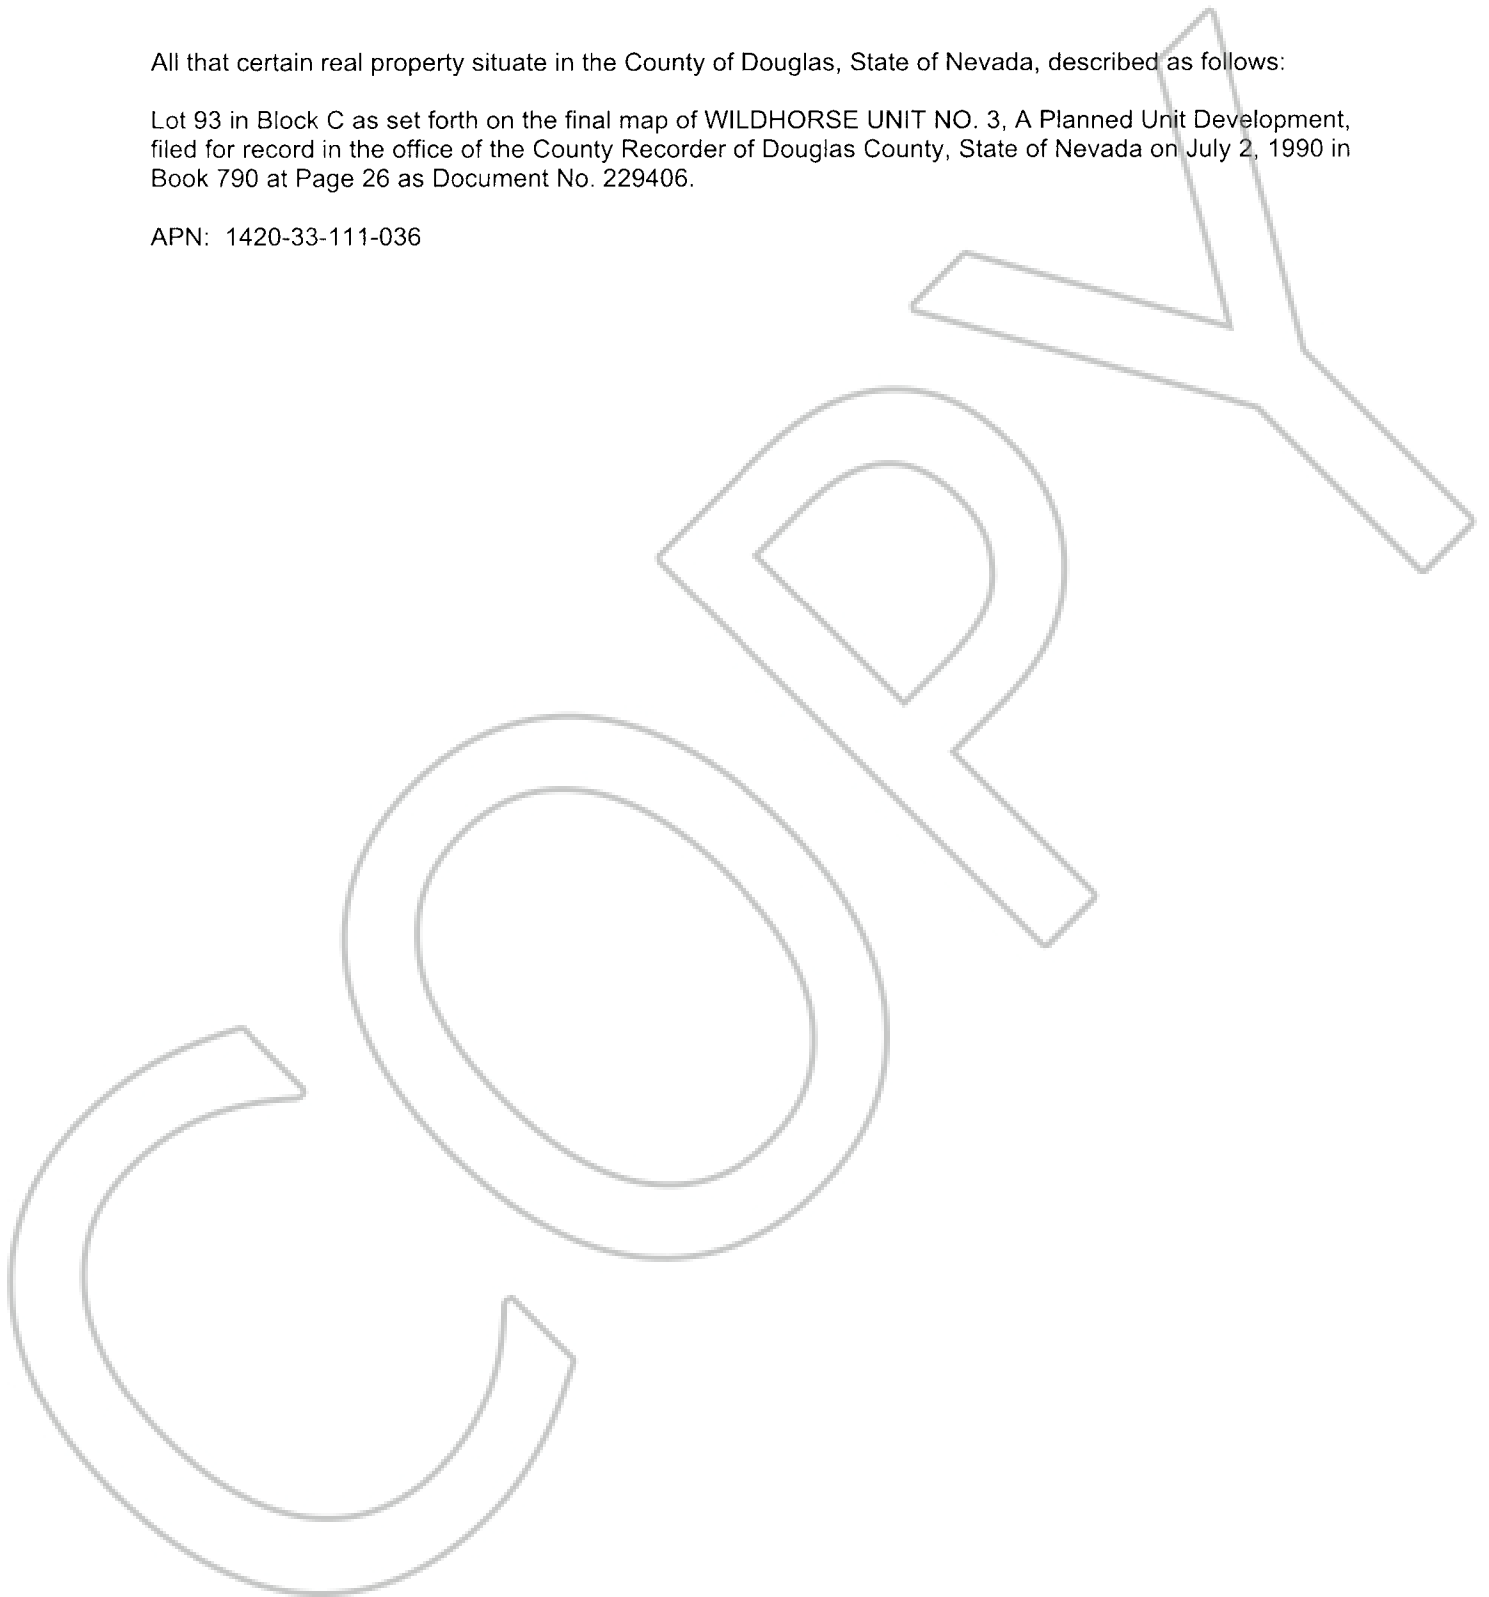 All that certain real property situate in the County of Douglas, State of Nevada, described as follows:
Lot 93 in Block C as set forth on the final map of WILDHORSE UNIT NO. 3, A Planned Unit Development,
filed for record in the office of the County Recorder of Douglas County, State of Nevada on July 2, 1990 in
Book 790 at Page 26 as Document No. 229406.
APN: 1420-33-111-036
COPY